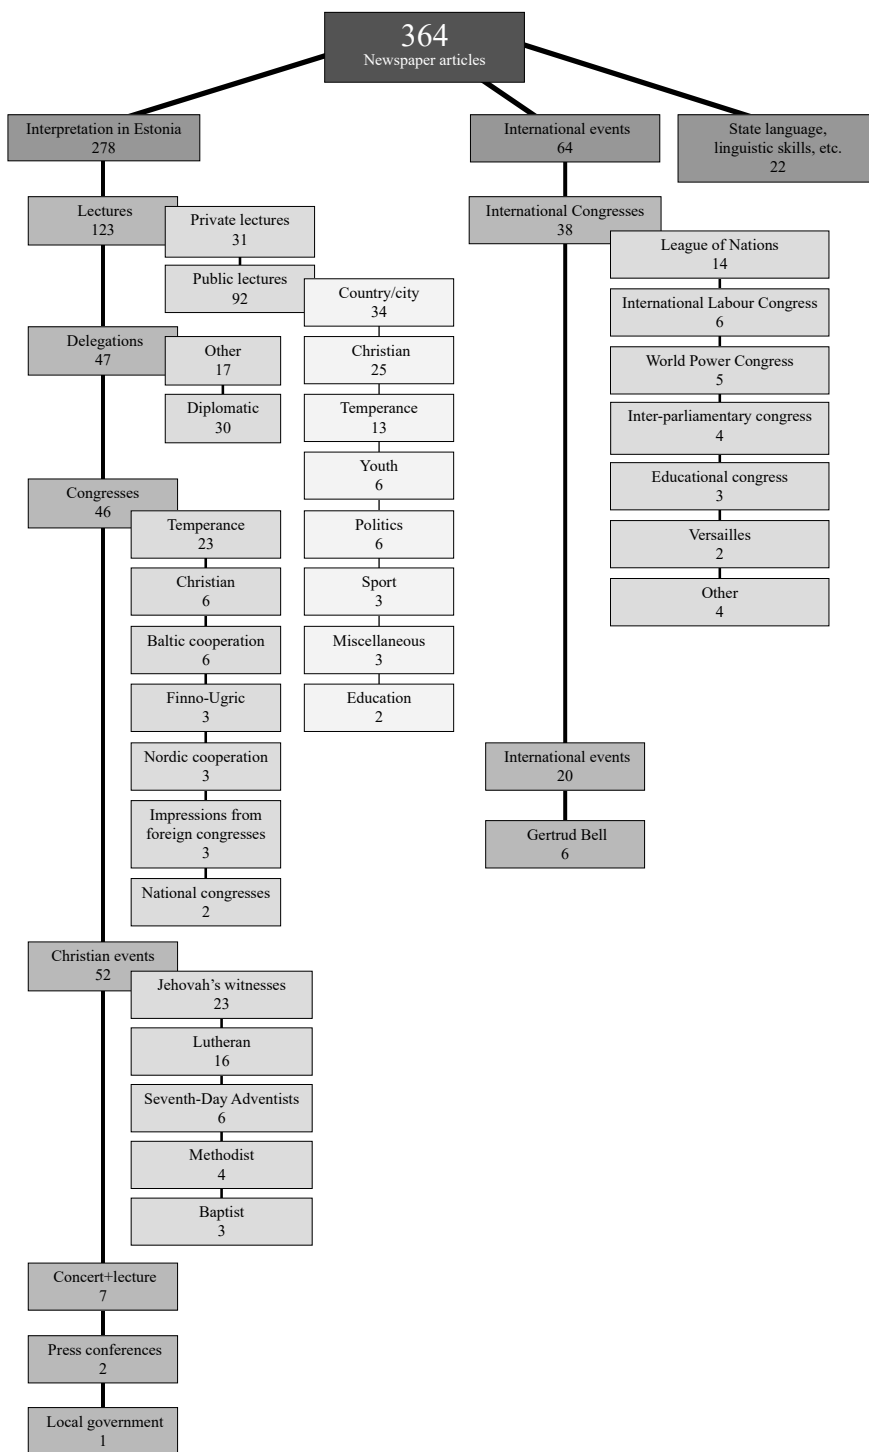 364
Newspaper articles
Interpretation in Estonia
278
Lectures
123
Private lectures
31
Public lectures
92
Country/city
34
Christian
25
Temperance
13
Youth
6
Politics
6
Sport
3
Miscellaneous
3
Education
2
Delegations
47
Other
17
Diplomatic
30
Congresses
46
Temperance
23
Christian
6
Baltic cooperation
6
Finno-Ugric
3
Nordic cooperation
3
Impressions from
foreign congresses
3
National congresses
2
Christian events
52
Jehovah’s witnesses
23
Lutheran
16
Seventh-Day Adventists
6
Methodist
4
Baptist
3
Concert+lecture
7
Press conferences
2
Local government
1
International events
64
International Congresses
38
League of Nations
14
International Labour Congress
6
World Power Congress
5
Inter-parliamentary congress
4
Educational congress
3
Versailles
2
Other
4
International events
20
Gertrud Bell
6
State language,
linguistic skills, etc.
22